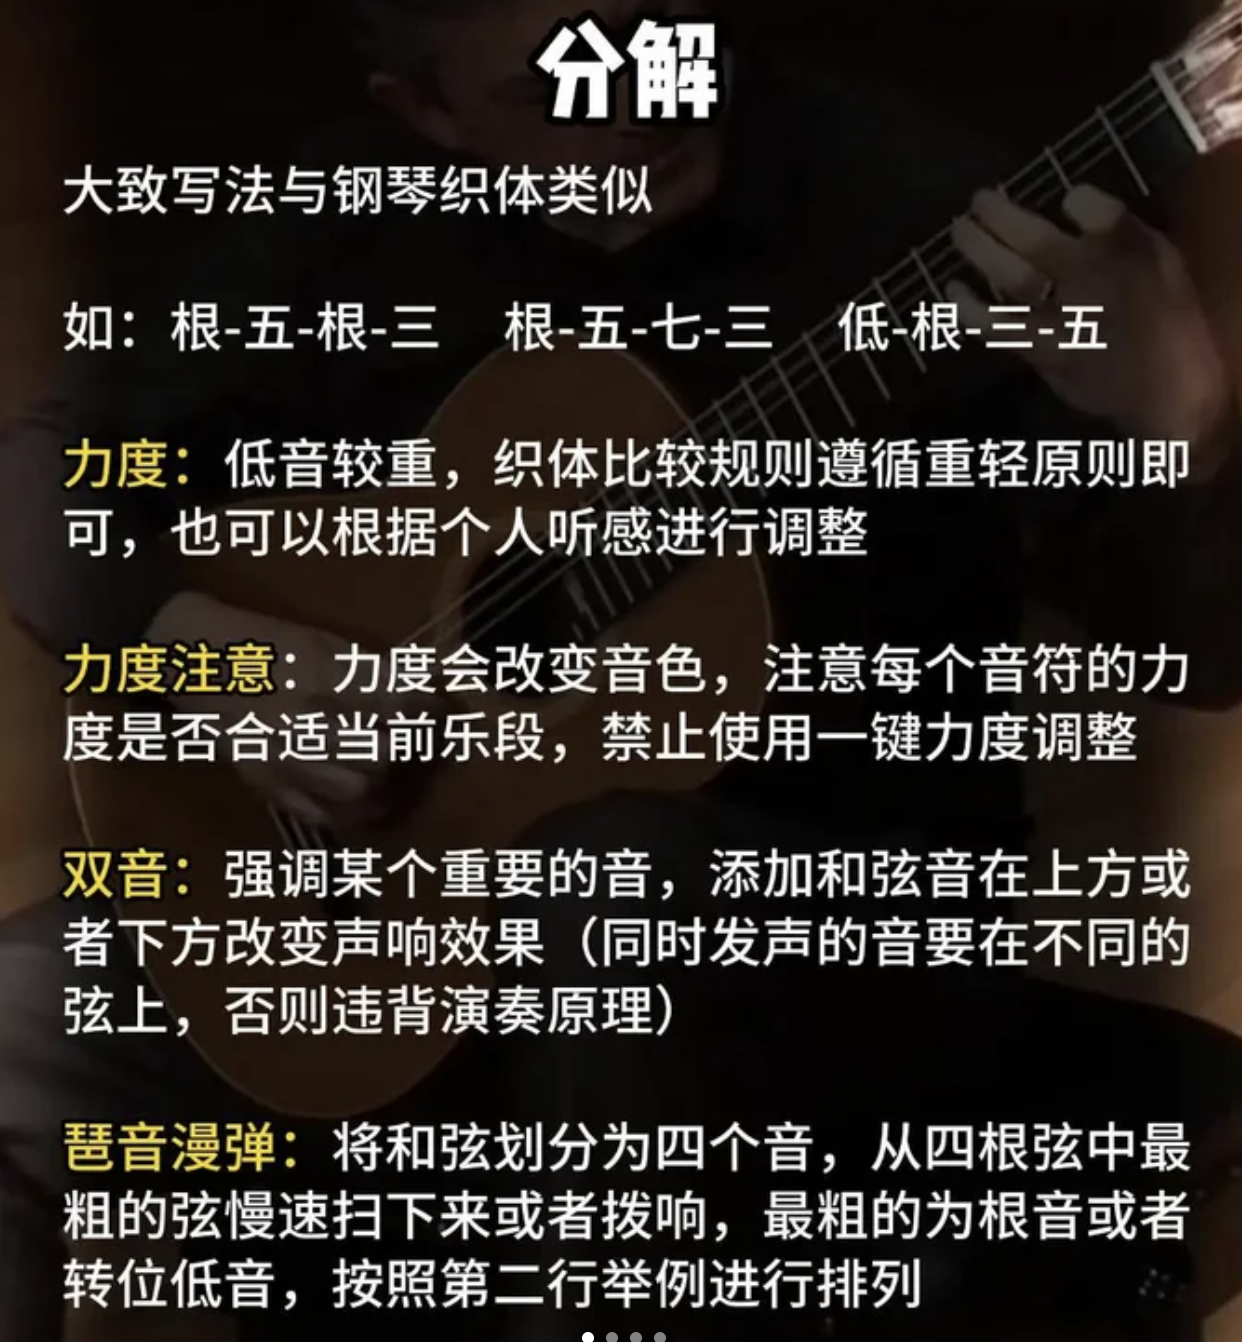 分解
大致写法与钢琴织体类似
如：根-五-根-三 根-五-七-三 低-根-三-五
力度：低音较重，织体比较规则遵循重轻原则即
可，也可以根据个人听感进行调整
力度注意：力度会改变音色，注意每个音符的力
度是否合适当前乐段，禁止使用一键力度调整
双音：强调某个重要的音，添加和弦音在上方或
者下方改变声响效果（同时发声的音要在不同的
弦上，否则违背演奏原理）
琶音漫弹：将和弦划分为四个音，从四根弦中最
粗的弦慢速扫下来或者拨响，最粗的为根音或者
转位低音，按照第二行举例进行排列